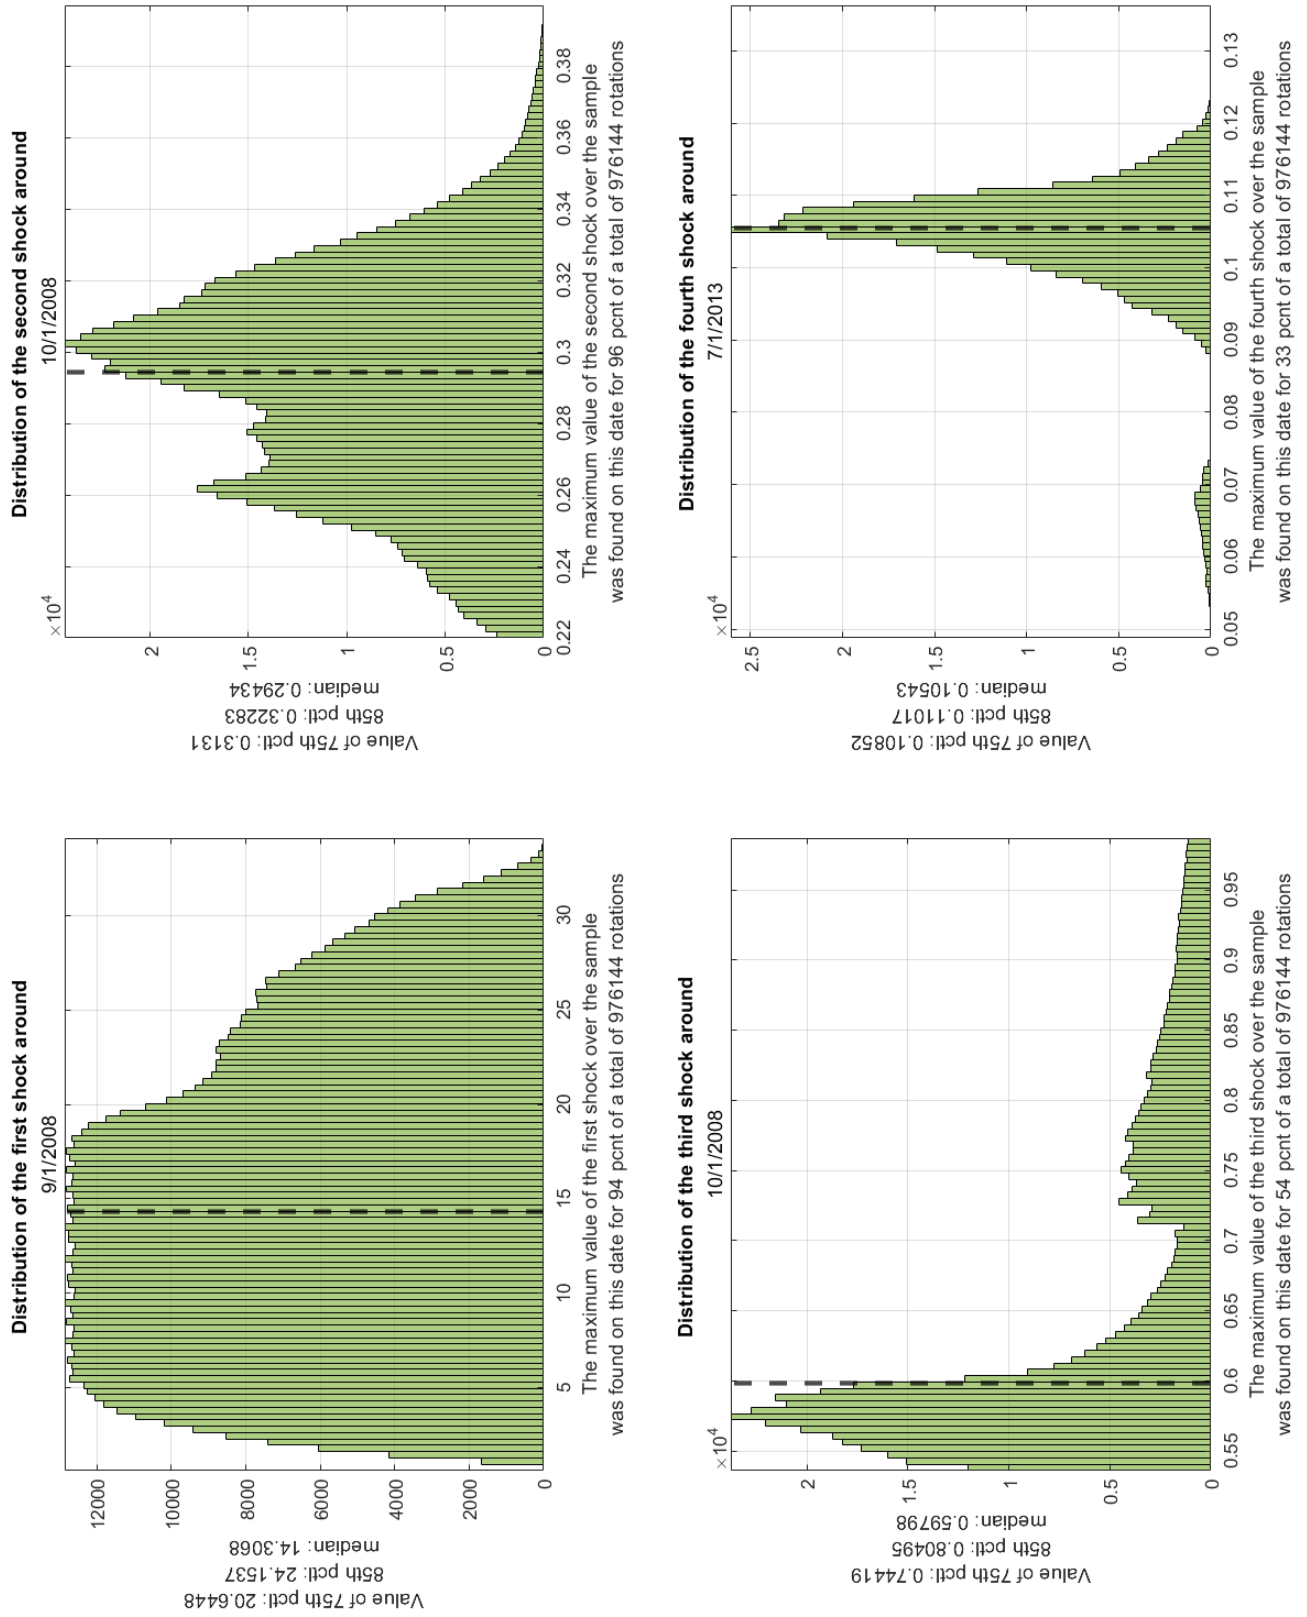 Distribution of the first shock around
9/1/2008
Value of 75th pctl: 20.6448
85th pctl: 24.1537
median: 14.3068
12000
10000
8000
6000
4000
2000
0
5
10
15
20
25
30
The maximum value of the first shock over the sample
was found on this date for 94 pcnt of a total of 976144 rotations
Distribution of the second shock around
10/1/2008
×10⁴
Value of 75th pctl: 0.3131
85th pctl: 0.32283
median: 0.29434
2
1.5
1
0.5
0
0.22
0.24
0.26
0.28
0.3
0.32
0.34
0.36
0.38
The maximum value of the second shock over the sample
was found on this date for 96 pcnt of a total of 976144 rotations
Distribution of the third shock around
10/1/2008
×10⁴
Value of 75th pctl: 0.74419
85th pctl: 0.80495
median: 0.59798
2
1.5
1
0.5
0
0.55
0.6
0.65
0.7
0.75
0.8
0.85
0.9
0.95
The maximum value of the third shock over the sample
was found on this date for 54 pcnt of a total of 976144 rotations
Distribution of the fourth shock around
7/1/2013
×10⁴
Value of 75th pctl: 0.10852
85th pctl: 0.11017
median: 0.10543
2.5
2
1.5
1
0.5
0
0.05
0.06
0.07
0.08
0.09
0.1
0.11
0.12
0.13
The maximum value of the fourth shock over the sample
was found on this date for 33 pcnt of a total of 976144 rotations